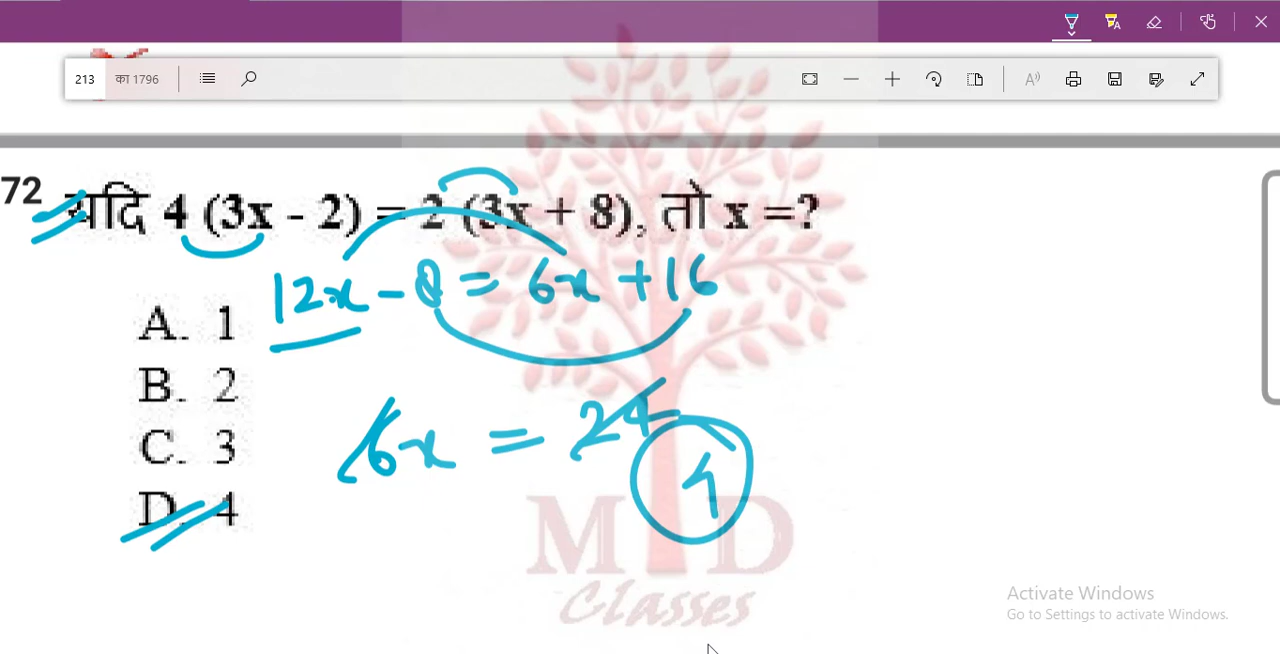 213 का 1796
72 यदि 4 (3x - 2) = 2 (3x + 8), तो x =?
12x - 8 = 6x + 16
A. 1
B. 2
C. 3
6x = 24
4
D. 4
MD
Classes
Activate Windows
Go to Settings to activate Windows.